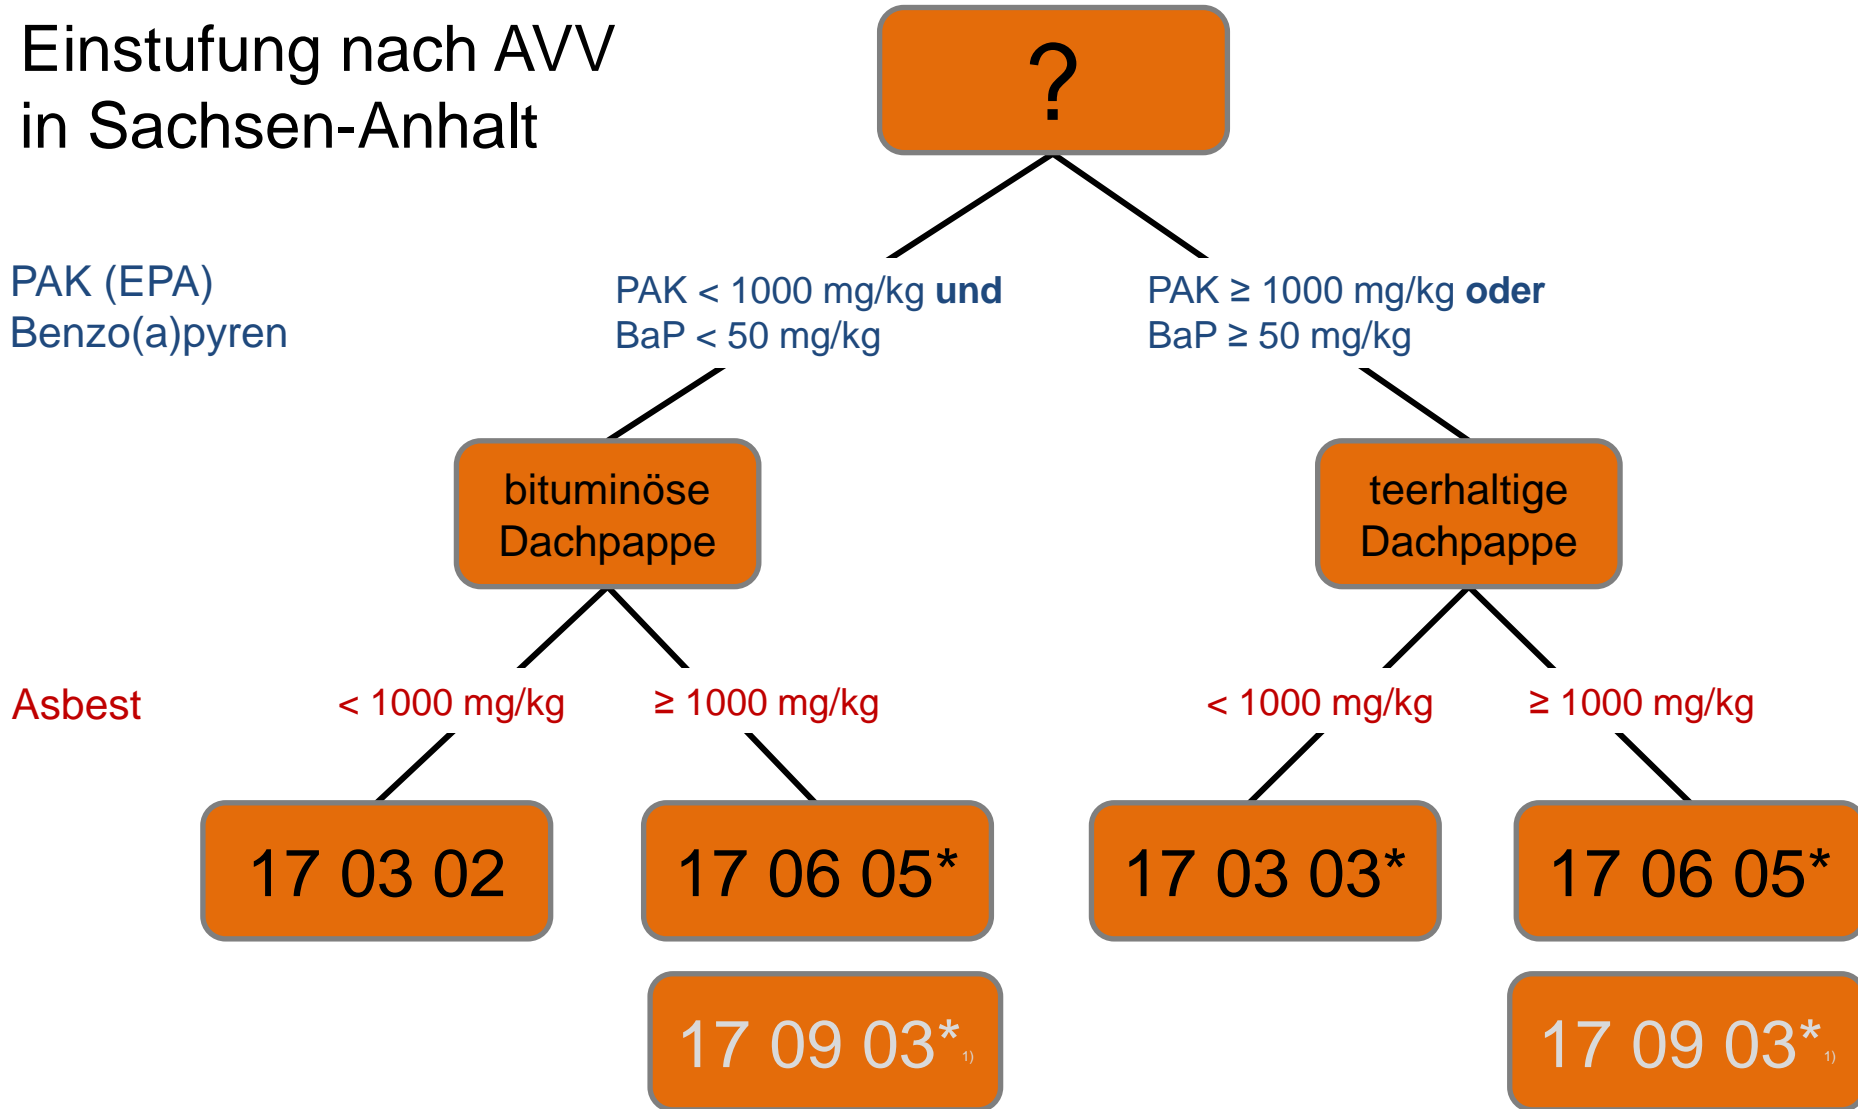 Einstufung nach AVV
in Sachsen-Anhalt
?
PAK (EPA)
Benzo(a)pyren
PAK < 1000 mg/kg und
BaP < 50 mg/kg
PAK ≥ 1000 mg/kg oder
BaP ≥ 50 mg/kg
bituminöse
Dachpappe
teerhaltige
Dachpappe
Asbest
< 1000 mg/kg
≥ 1000 mg/kg
< 1000 mg/kg
≥ 1000 mg/kg
17 03 02
17 06 05*
17 03 03*
17 06 05*
17 09 03* 1)
17 09 03* 1)